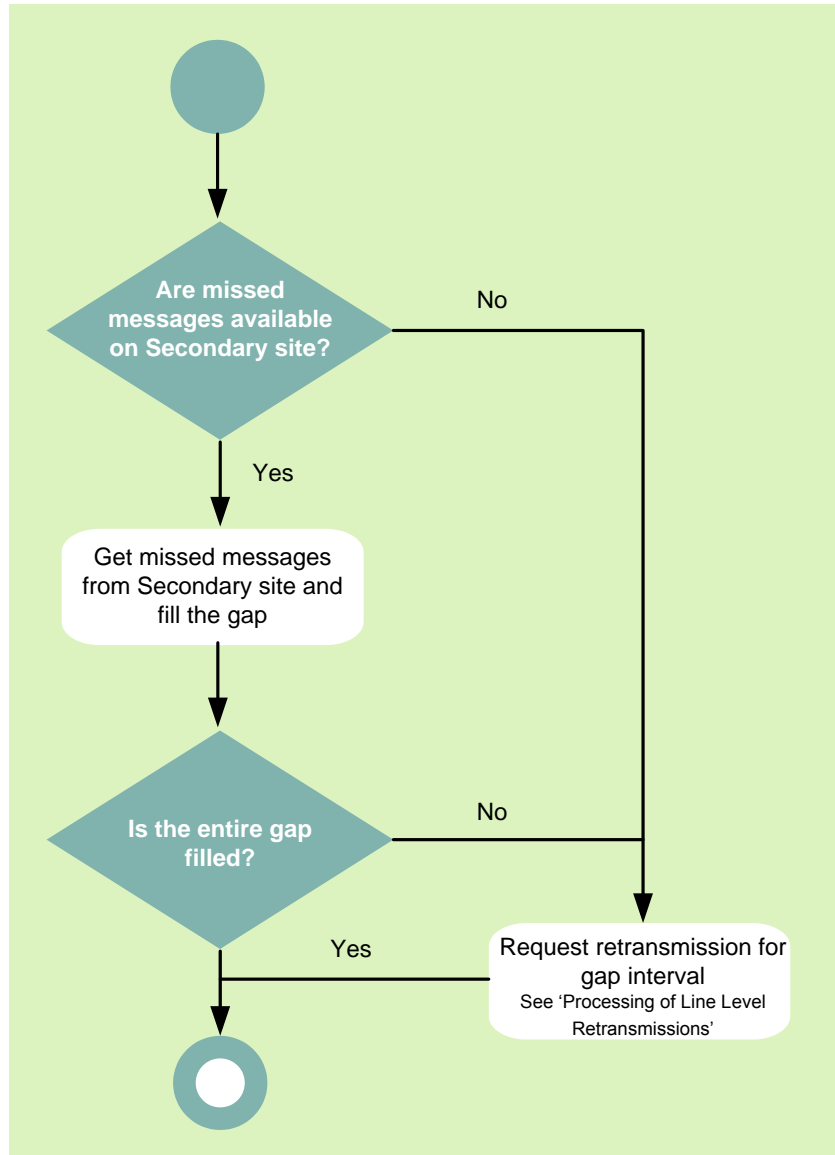 Are missed
messages available
on Secondary site?
No
Yes
Get missed messages
from Secondary site and
fill the gap
Is the entire gap
filled?
No
Yes
Request retransmission for
gap interval
See ‘Processing of Line Level
Retransmissions’